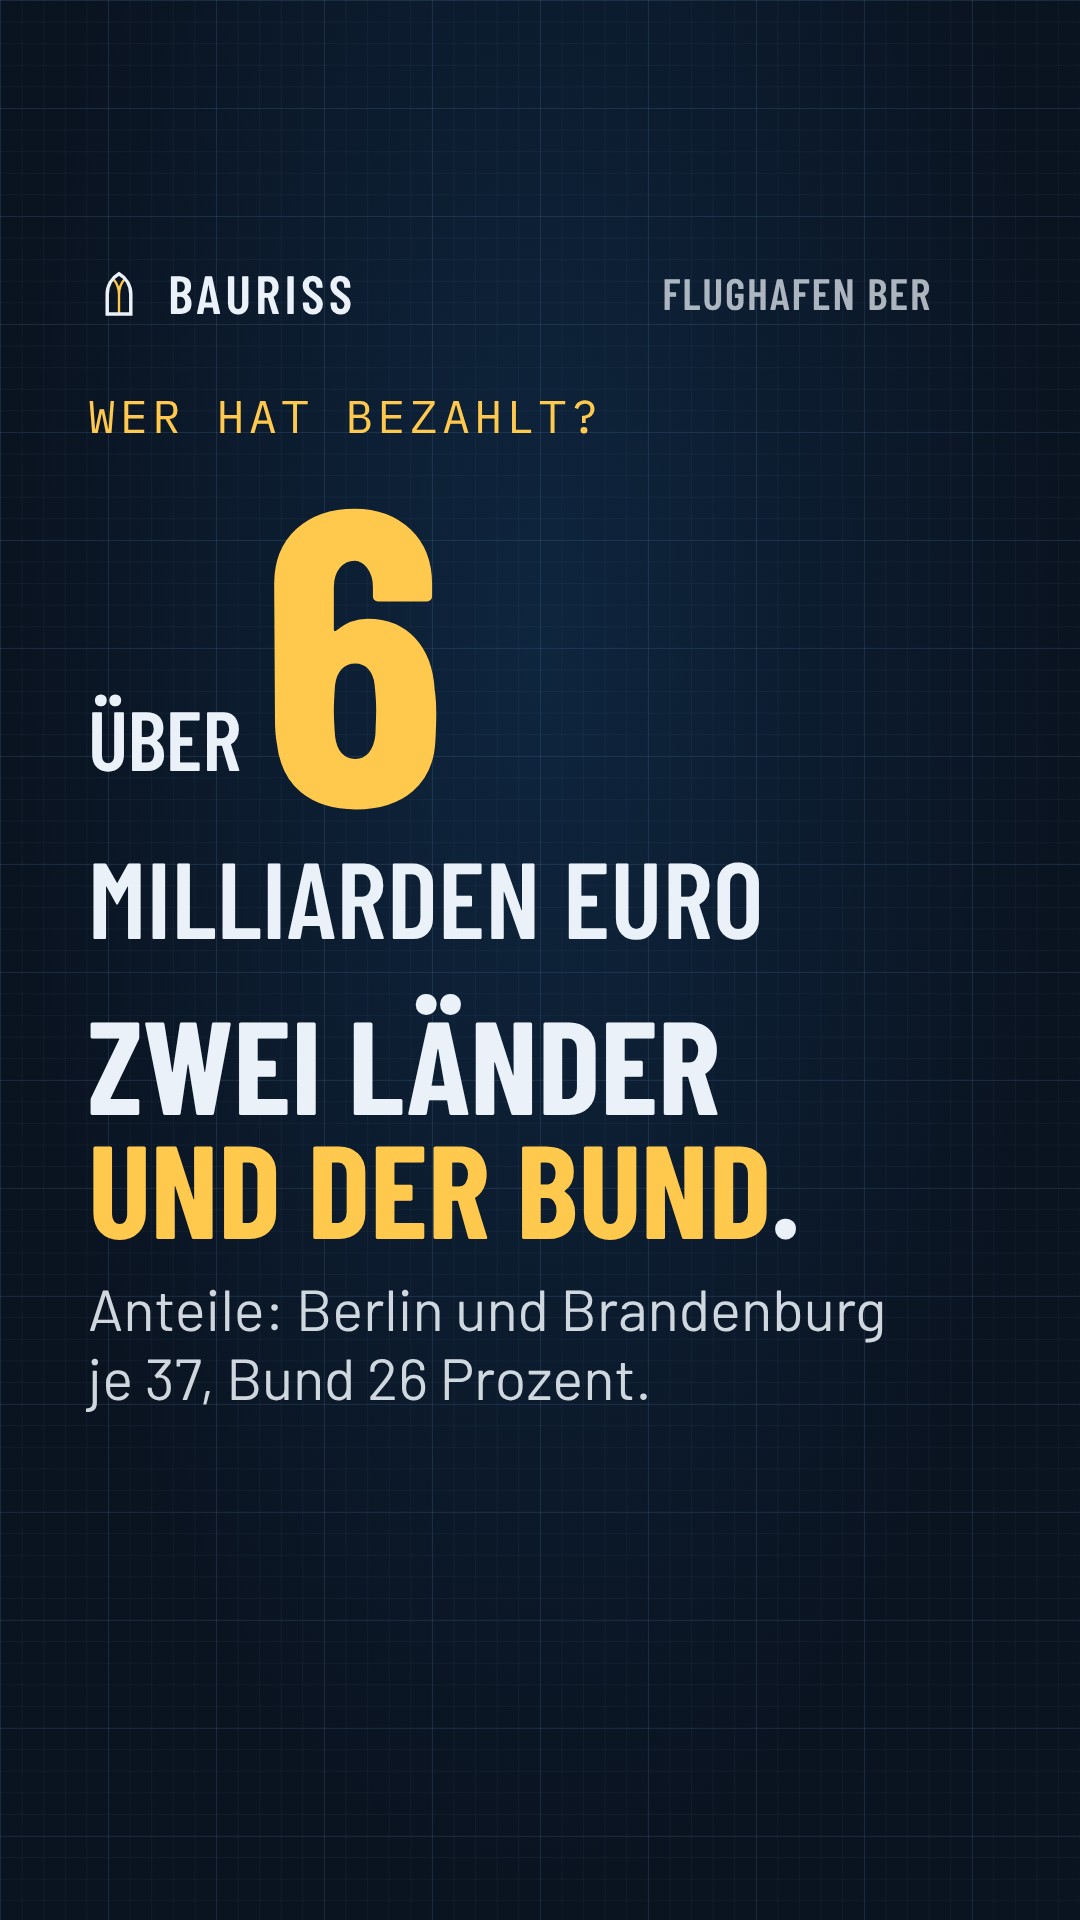 BAURISS
FLUGHAFEN BER
WER HAT BEZAHLT?
ÜBER 6
MILLIARDEN EURO
ZWEI LÄNDER
UND DER BUND.
Anteile: Berlin und Brandenburg
je 37, Bund 26 Prozent.